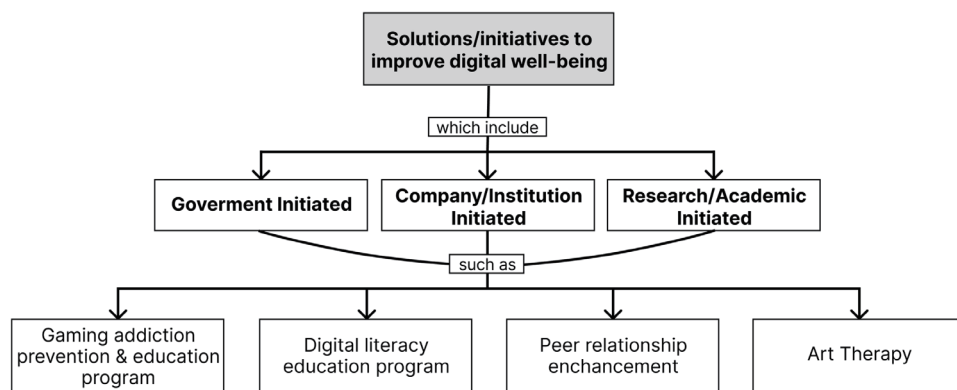 Solutions/initiatives to
improve digital well-being
which include
Goverment Initiated
Company/Institution
Initiated
Research/Academic
Initiated
such as
Gaming addiction
prevention & education
program
Digital literacy
education program
Peer relationship
enchancement
Art Therapy